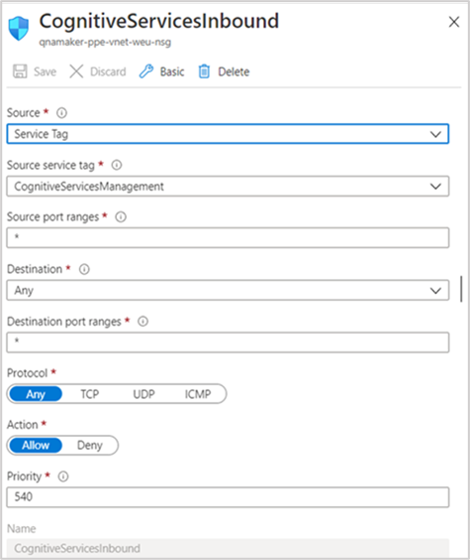 CognitiveServicesInbound
qnamaker-ppe-vnet-weu-nsg
Save Discard Basic Delete
Source *
Service Tag
Source service tag *
CognitiveServicesManagement
Source port ranges *
*
Destination *
Any
Destination port ranges *
*
Protocol *
Any TCP UDP ICMP
Action *
Allow Deny
Priority *
540
Name
CognitiveServicesInbound